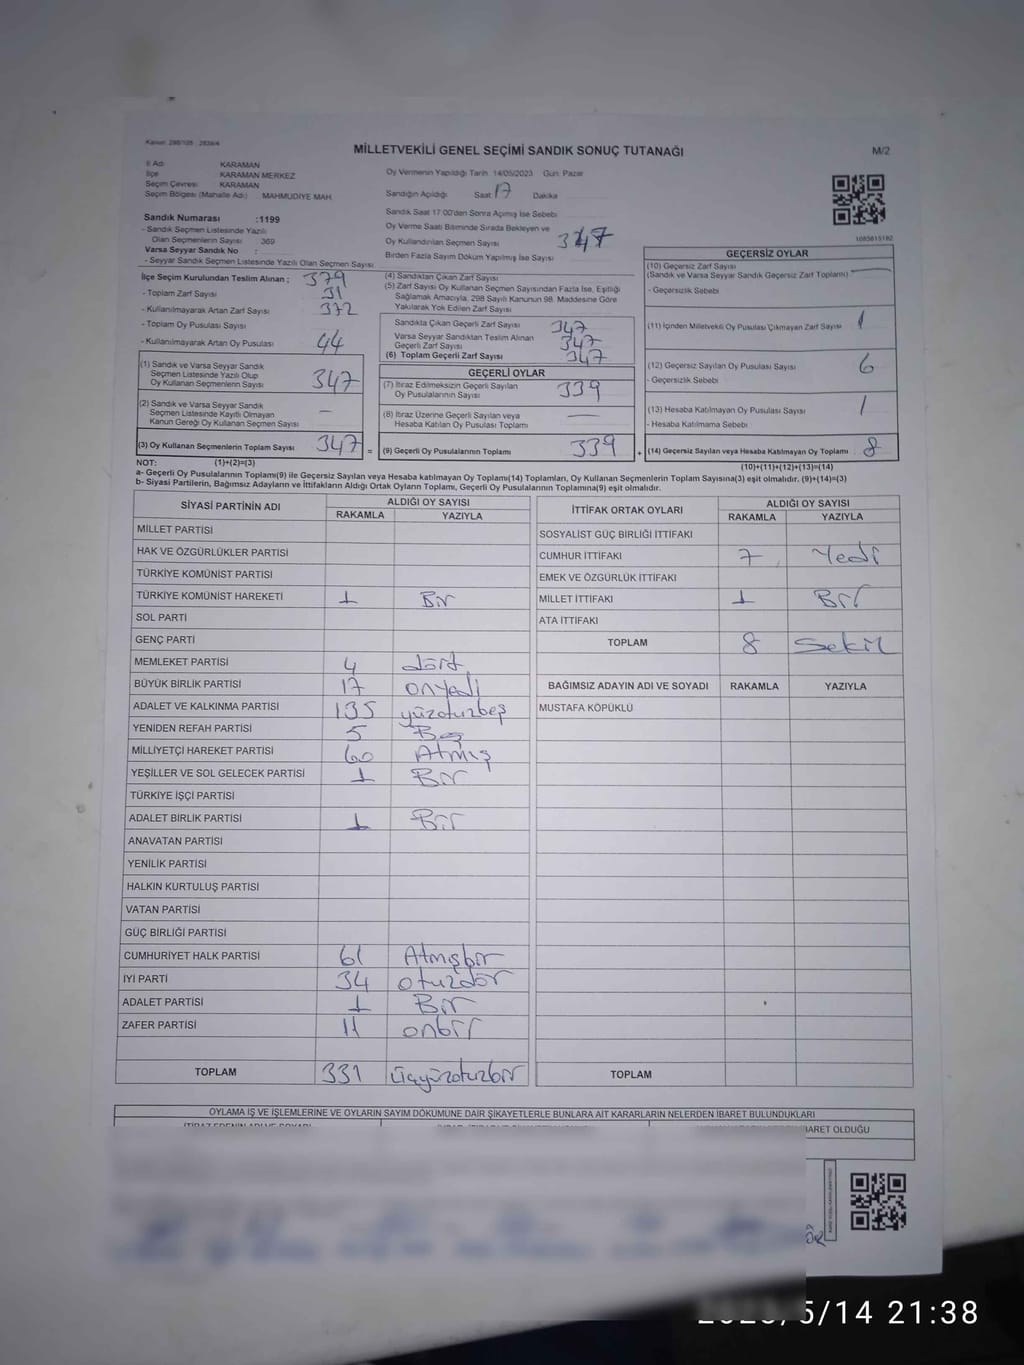 Kanun: 298/105 , 2839/4
MİLLETVEKİLİ GENEL SEÇİMİ SANDIK SONUÇ TUTANAĞI
M/2
İl Adı KARAMAN
İlçe KARAMAN MERKEZ
Seçim Çevresi KARAMAN
Seçim Bölgesi (Mahalle Adı) : MAHMUDİYE MAH.
Oy Vermenin Yapıldığı Tarih 14/05/2023 Gün: Pazar
Sandığın Açıldığı Saat 17 Dakika
Sandık Saat 17 00'den Sonra Açmış İse Sebebi
Oy Verme Saati Bitiminde Sırada Bekleyen ve
Oy Kullandırılan Seçmen Sayısı 347
Birden Fazla Sayım Döküm Yapılmış İse Sayısı
Sandık Numarası :1199
- Sandık Seçmen Listesinde Yazılı
Olan Seçmenlerin Sayısı 369
Varsa Seyyar Sandık No :
- Seyyar Sandık Seçmen Listesinde Yazılı Olan Seçmen Sayısı
İlçe Seçim Kurulundan Teslim Alınan ; 379
- Toplam Zarf Sayısı 31
- Kullanılmayarak Artan Zarf Sayısı 372
- Toplam Oy Pusulası Sayısı
- Kullanılmayarak Artan Oy Pusulası 44
(1) Sandık ve Varsa Seyyar Sandık
Seçmen Listesinde Yazılı Olup
Oy Kullanan Seçmenlerin Sayısı 347
(2) Sandık ve Varsa Seyyar Sandık
Seçmen Listesinde Kayıtlı Olmayan
Kanun Gereği Oy Kullanan Seçmen Sayısı –
(3) Oy Kullanan Seçmenlerin Toplam Sayısı 347 =
(1)+(2)=(3)
(4) Sandıktan Çıkan Zarf Sayısı
(5) Zarf Sayısı Oy Kullanan Seçmen Sayısından Fazla İse, Eşitliği
Sağlamak Amacıyla, 298 Sayılı Kanunun 98. Maddesine Göre
Yakılarak Yok Edilen Zarf Sayısı
Sandıkta Çıkan Geçerli Zarf Sayısı 347
Varsa Seyyar Sandıktan Teslim Alınan
Geçerli Zarf Sayısı 347
(6) Toplam Geçerli Zarf Sayısı 347
GEÇERLİ OYLAR
(7) İtiraz Edilmeksizin Geçerli Sayılan
Oy Pusulalarının Sayısı 339
(8) İtiraz Üzerine Geçerli Sayılan veya
Hesaba Katılan Oy Pusulası Toplamı —
(9) Geçerli Oy Pusulalarının Toplamı 339 +
1085815192
GEÇERSİZ OYLAR
(10) Geçersiz Zarf Sayısı
(Sandık ve Varsa Seyyar Sandık Geçersiz Zarf Toplamı) —
- Geçersizlik Sebebi
(11) İçinden Milletvekili Oy Pusulası Çıkmayan Zarf Sayısı 1
(12) Geçersiz Sayılan Oy Pusulası Sayısı 6
- Geçersizlik Sebebi
(13) Hesaba Katılmayan Oy Pusulası Sayısı 1
- Hesaba Katılmama Sebebi
(14) Geçersiz Sayılan veya Hesaba Katılmayan Oy Toplamı 8
(10)+(11)+(12)+(13)=(14)
NOT:
a- Geçerli Oy Pusulalarının Toplamı(9) ile Geçersiz Sayılan veya Hesaba katılmayan Oy Toplamı(14) Toplamları, Oy Kullanan Seçmenlerin Toplam Sayısına(3) eşit olmalıdır. (9)+(14)=(3)
b- Siyasi Partilerin, Bağımsız Adayların ve İttifakların Aldığı Ortak Oyların Toplamı, Geçerli Oy Pusulalarının Toplamına(9) eşit olmalıdır.
SİYASİ PARTİNİN ADI ALDIĞI OY SAYISI
RAKAMLA YAZIYLA
MİLLET PARTİSİ
HAK VE ÖZGÜRLÜKLER PARTİSİ
TÜRKİYE KOMÜNİST PARTİSİ
TÜRKİYE KOMÜNİST HAREKETİ 1 Bir
SOL PARTİ
GENÇ PARTİ
MEMLEKET PARTİSİ 4 dört
BÜYÜK BİRLİK PARTİSİ 17 onyedi
ADALET VE KALKINMA PARTİSİ 135 yüzotuzbeş
YENİDEN REFAH PARTİSİ 5 Beş
MİLLİYETÇİ HAREKET PARTİSİ 60 Atmış
YEŞİLLER VE SOL GELECEK PARTİSİ 1 Bir
TÜRKİYE İŞÇİ PARTİSİ
ADALET BİRLİK PARTİSİ 1 Bir
ANAVATAN PARTİSİ
YENİLİK PARTİSİ
HALKIN KURTULUŞ PARTİSİ
VATAN PARTİSİ
GÜÇ BİRLİĞİ PARTİSİ
CUMHURİYET HALK PARTİSİ 61 Atmışbir
İYİ PARTİ 34 otuzdör
ADALET PARTİSİ 1 Bir
ZAFER PARTİSİ 11 onbir
TOPLAM 331 üçyüzotuzbir
İTTİFAK ORTAK OYLARI ALDIĞI OY SAYISI
RAKAMLA YAZIYLA
SOSYALİST GÜÇ BİRLİĞİ İTTİFAKI
CUMHUR İTTİFAKI 7 Yedi
EMEK VE ÖZGÜRLÜK İTTİFAKI
MİLLET İTTİFAKI 1 Bir
ATA İTTİFAKI
TOPLAM 8 Sekiz
BAĞIMSIZ ADAYIN ADI VE SOYADI RAKAMLA YAZIYLA
MUSTAFA KÖPÜKLÜ
TOPLAM
OYLAMA İŞ VE İŞLEMLERİNE VE OYLARIN SAYIM DÖKÜMÜNE DAİR ŞİKAYETLERLE BUNLARA AİT KARARLARIN NELERDEN İBARET BULUNDUKLARI
İBARET OLDUĞU
5/14 21:38